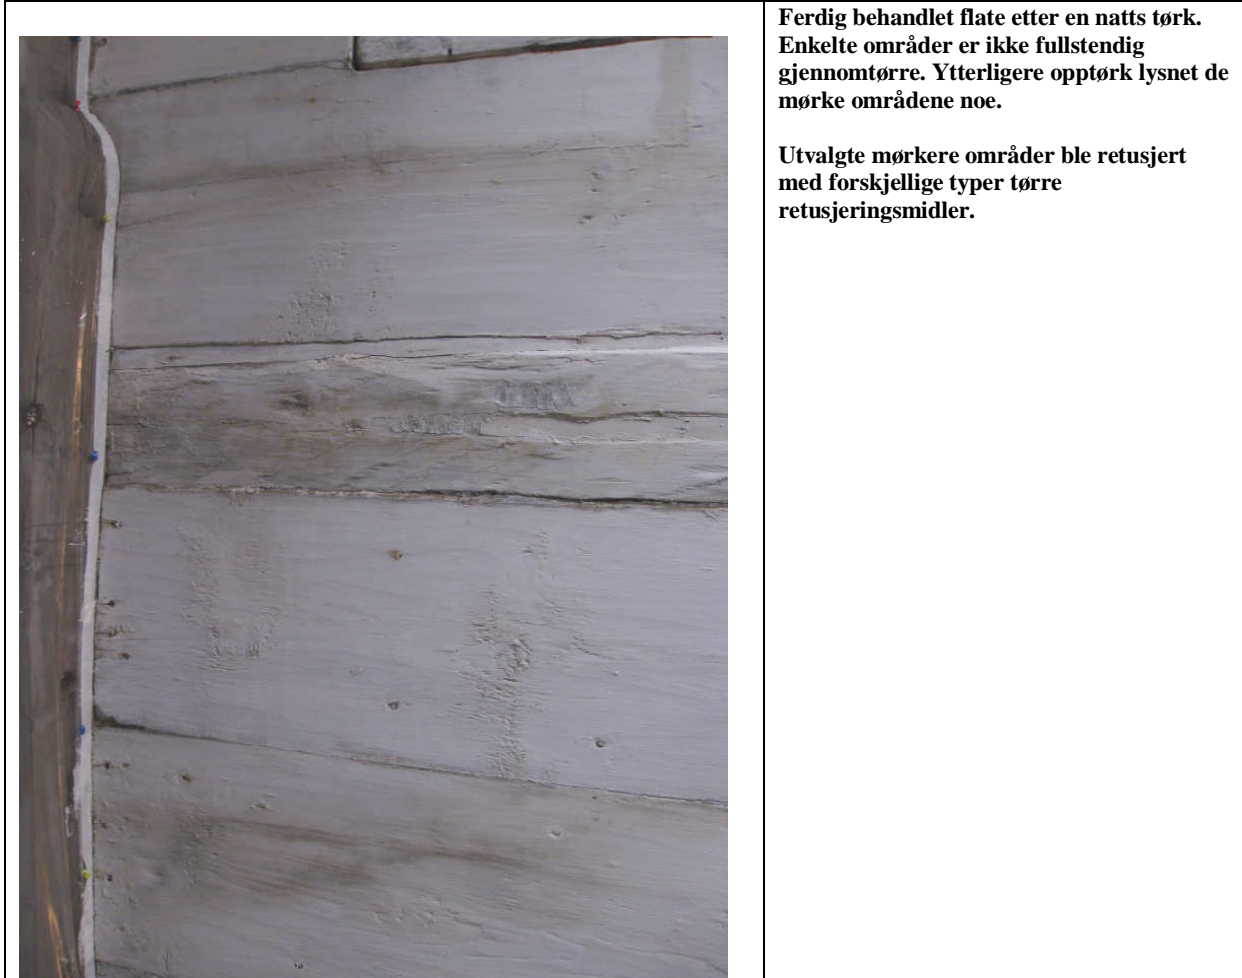 Ferdig behandlet flate etter en natts tørk.
Enkelte områder er ikke fullstendig
gjennomtørre. Ytterligere opptørk lysnet de
mørke områdene noe.
Utvalgte mørkere områder ble retusjert
med forskjellige typer tørre
retusjeringsmidler.